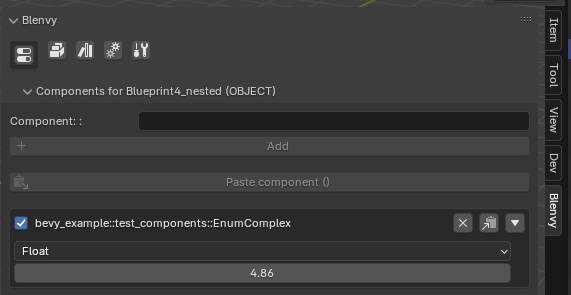 Blenvy
Components for Blueprint4_nested (OBJECT)
Component: :
Add
Paste component ()
bevy_example::test_components::EnumComplex
Float
4.86
Item
Tool
View
Dev
Blenvy